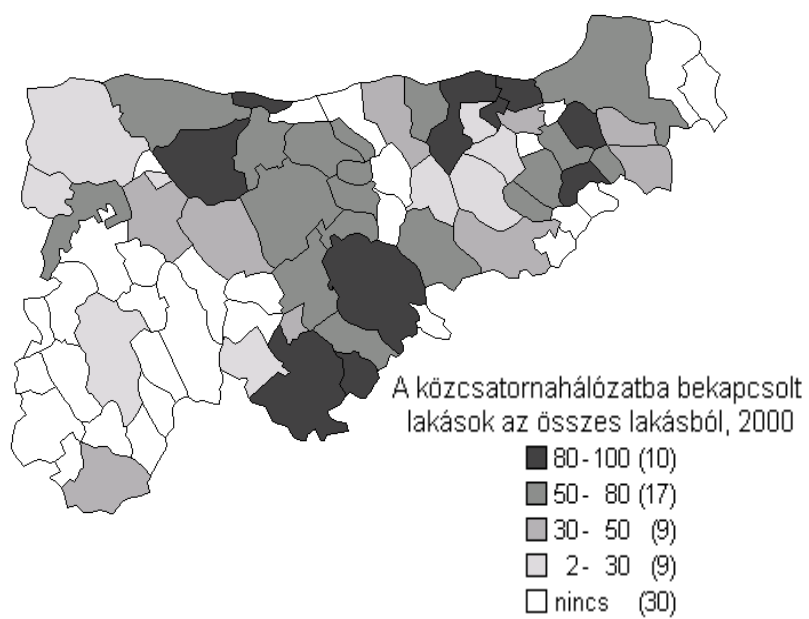 A közcsatornahálózatba bekapcsolt
lakások az összes lakásból, 2000
80-100 (10)
50- 80 (17)
30- 50 (9)
2- 30 (9)
nincs (30)